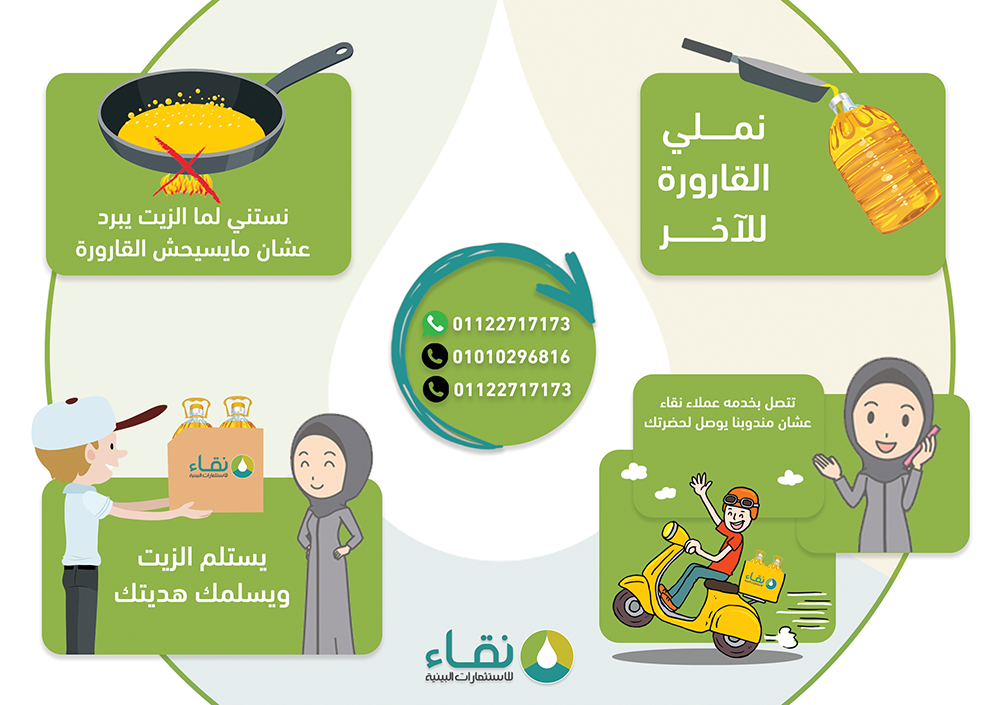 نستني لما الزيت يبرد
عشان مايسيحش القارورة
نملي
القارورة
للآخر
01122717173
01010296816
01122717173
تتصل بخدمه عملاء نقاء
عشان مندوبنا يوصل لحضرتك
نقاء
نقاء
للاستثمارات البيئية
يستلم الزيت
ويسلمك هديتك
نقاء
للاستثمارات البيئية